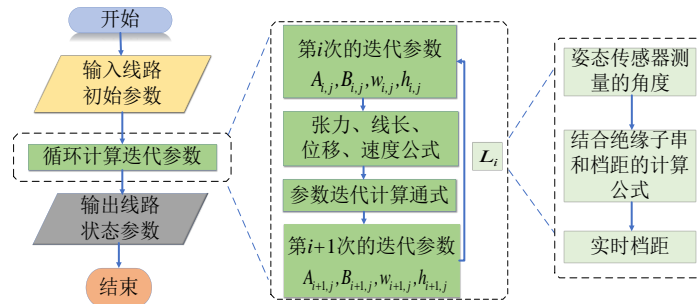 开始
输入线路
初始参数
循环计算迭代参数
输出线路
状态参数
结束
第i次的迭代参数
A_{i,j},B_{i,j},w_{i,j},h_{i,j}
张力、线长、
位移、速度公式
参数迭代计算通式
第i+1次的迭代参数
A_{i+1,j},B_{i+1,j},w_{i+1,j},h_{i+1,j}
L_i
姿态传感器测
量的角度
结合绝缘子串
和档距的计算
公式
实时档距